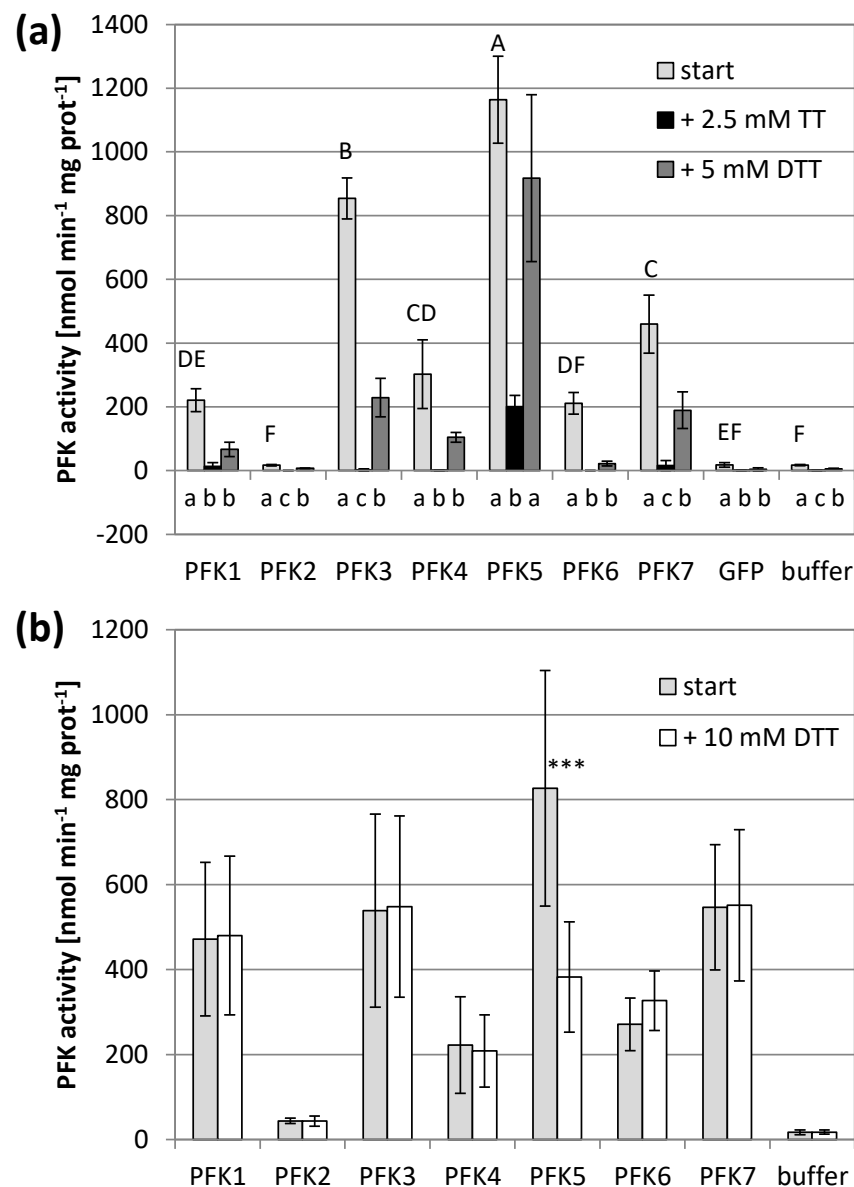 (a)
PFK activity [nmol min⁻¹ mg prot⁻¹]
1400
1200
1000
800
600
400
200
0
-200
start
+ 2.5 mM TT
+ 5 mM DTT
DE
F
B
CD
A
DF
C
EF
F
a b b
a c b
a c b
a b b
a b a
a b b
a c b
a b b
a c b
PFK1 PFK2 PFK3 PFK4 PFK5 PFK6 PFK7 GFP buffer
(b)
PFK activity [nmol min⁻¹ mg prot⁻¹]
1200
1000
800
600
400
200
0
start
+ 10 mM DTT
***
PFK1 PFK2 PFK3 PFK4 PFK5 PFK6 PFK7 buffer